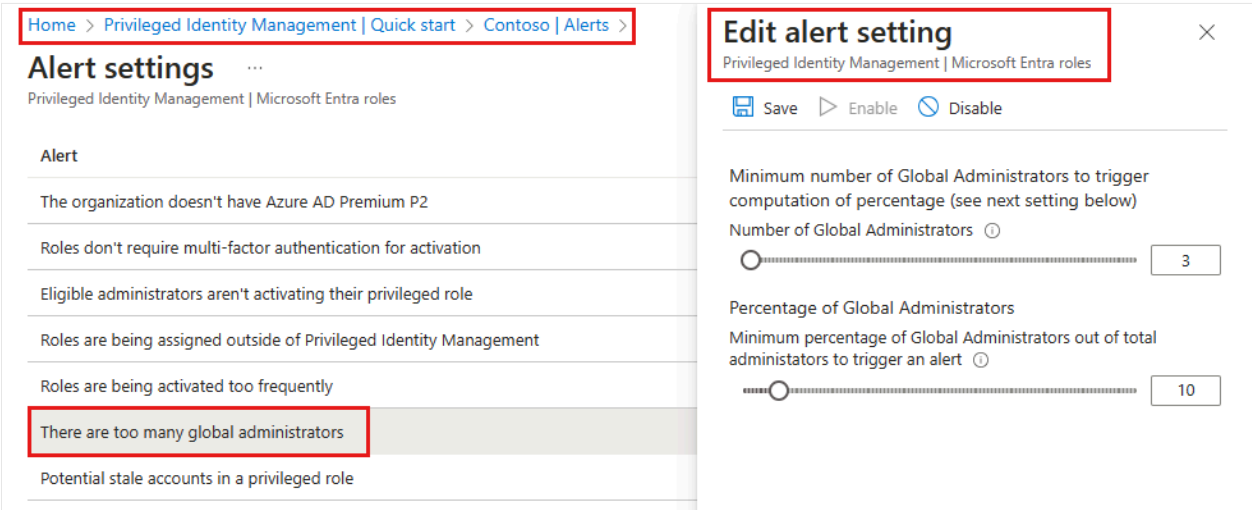 Home > Privileged Identity Management | Quick start > Contoso | Alerts >
Alert settings ...
Privileged Identity Management | Microsoft Entra roles
Alert
The organization doesn't have Azure AD Premium P2
Roles don't require multi-factor authentication for activation
Eligible administrators aren't activating their privileged role
Roles are being assigned outside of Privileged Identity Management
Roles are being activated too frequently
There are too many global administrators
Potential stale accounts in a privileged role
Edit alert setting
Privileged Identity Management | Microsoft Entra roles
Save Enable Disable
Minimum number of Global Administrators to trigger
computation of percentage (see next setting below)
Number of Global Administrators
3
Percentage of Global Administrators
Minimum percentage of Global Administrators out of total
administators to trigger an alert
10